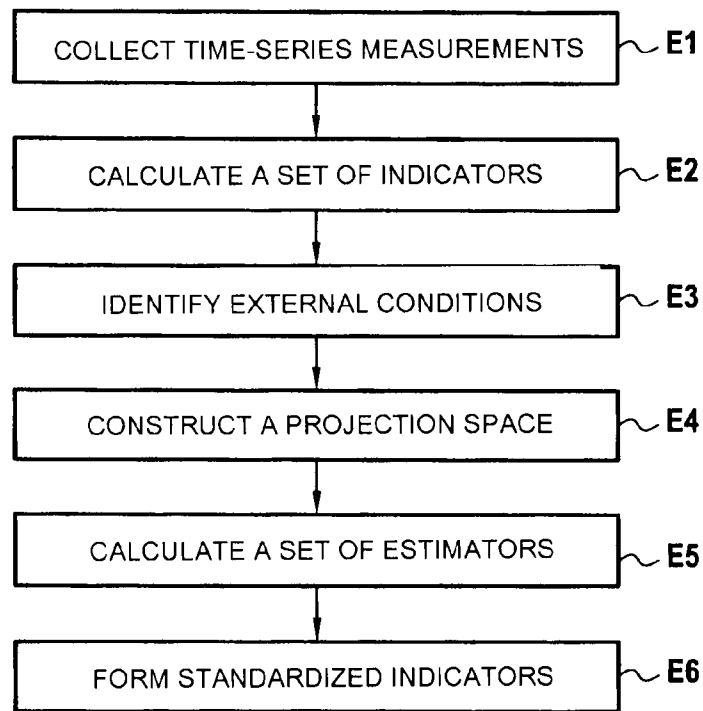 COLLECT TIME-SERIES MEASUREMENTS E1
CALCULATE A SET OF INDICATORS E2
IDENTIFY EXTERNAL CONDITIONS E3
CONSTRUCT A PROJECTION SPACE E4
CALCULATE A SET OF ESTIMATORS E5
FORM STANDARDIZED INDICATORS E6